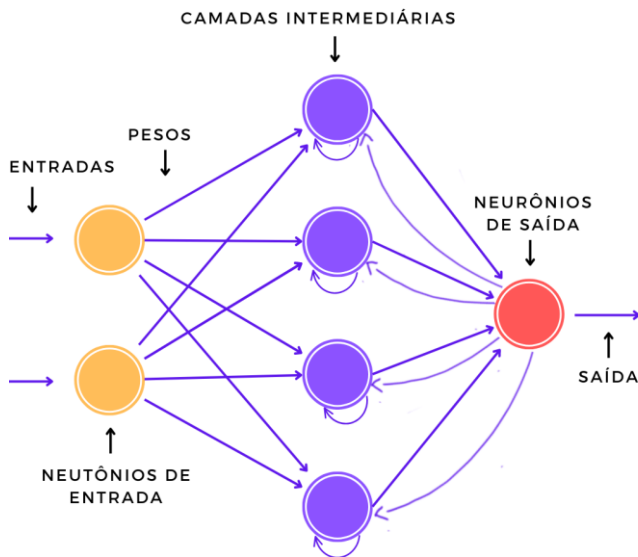 CAMADAS INTERMEDIÁRIAS
PESOS
ENTRADAS
NEURÔNIOS
DE SAÍDA
SAÍDA
NEUTÔNIOS DE
ENTRADA